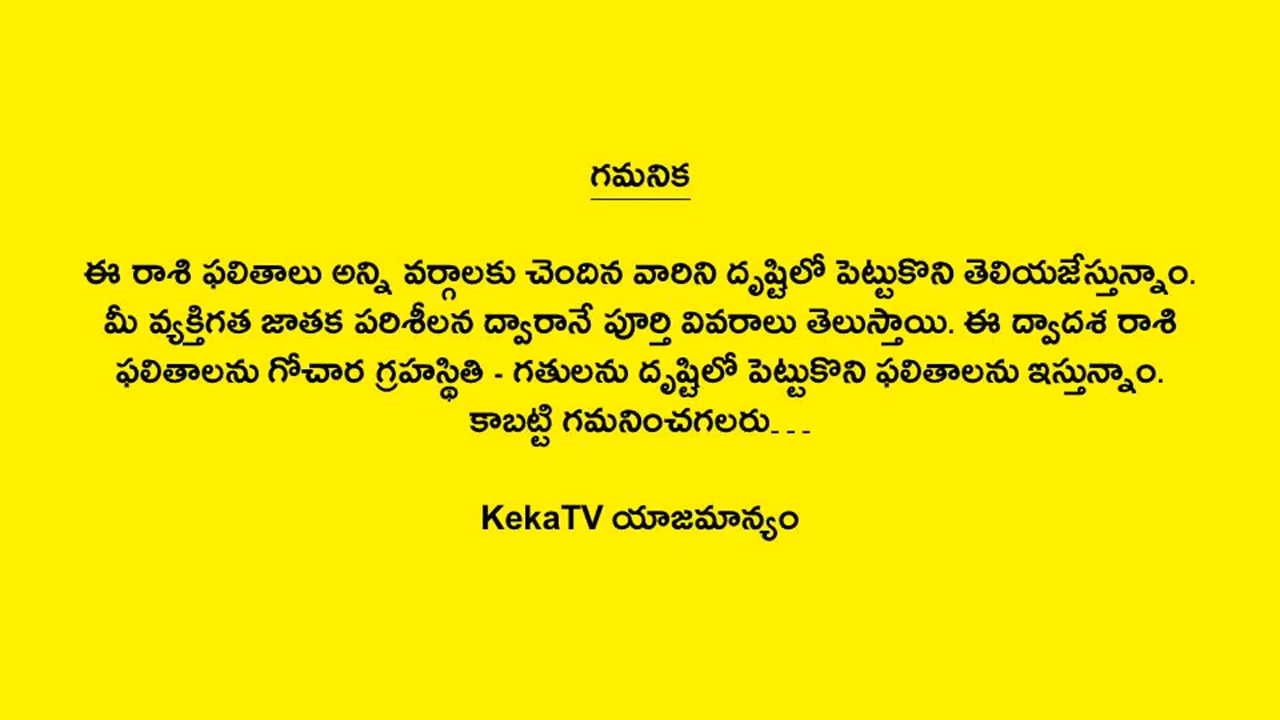 గమనిక
ఈ రాశి ఫలితాలు అన్ని వర్గాలకు చెందిన వారిని దృష్టిలో పెట్టుకొని తెలియజేస్తున్నాం.
మీ వ్యక్తిగత జాతక పరిశీలన ద్వారానే పూర్తి వివరాలు తెలుస్తాయి. ఈ ద్వాదశ రాశి
ఫలితాలను గోచార గ్రహస్థితి - గతులను దృష్టిలో పెట్టుకొని ఫలితాలను ఇస్తున్నాం.
కాబట్టి గమనించగలరు---
KekaTV యాజమాన్యం